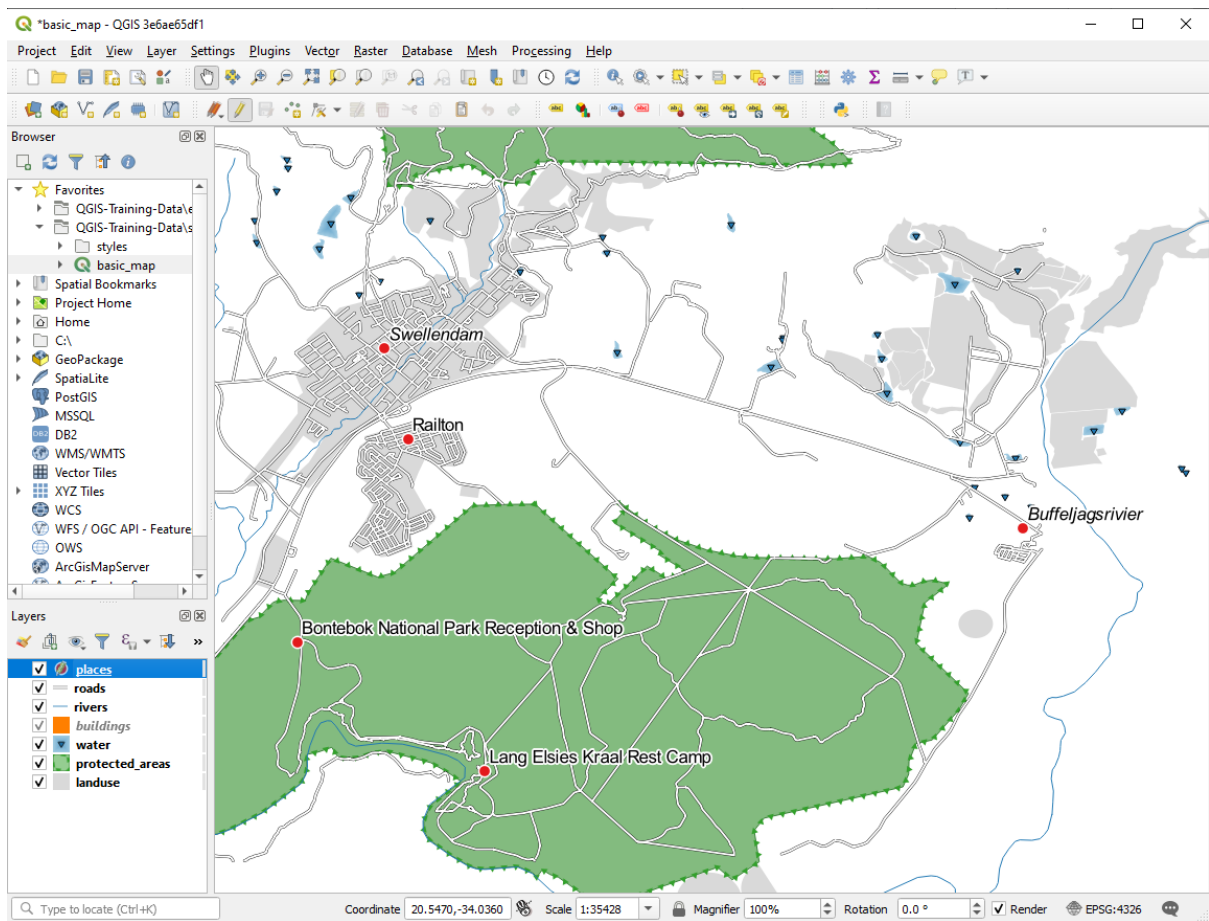 *basic_map - QGIS 3e6ae65df1
Project Edit View Layer Settings Plugins Vector Raster Database Mesh Processing Help
Browser
Favorites
QGIS-Training-Data\e
QGIS-Training-Data\s
styles
basic_map
Spatial Bookmarks
Project Home
Home
C:\
GeoPackage
SpatiaLite
PostGIS
MSSQL
DB2
WMS/WMTS
Vector Tiles
XYZ Tiles
WCS
WFS / OGC API - Feature
OWS
ArcGisMapServer
Layers
places
roads
rivers
buildings
water
protected_areas
landuse
Swellendam
Railton
Buffeljagsrivier
Bontebok National Park Reception & Shop
Lang Elsies Kraal Rest Camp
Type to locate (Ctrl+K) Coordinate 20.5470,-34.0360 Scale 1:35428 Magnifier 100% Rotation 0.0 ° Render EPSG:4326